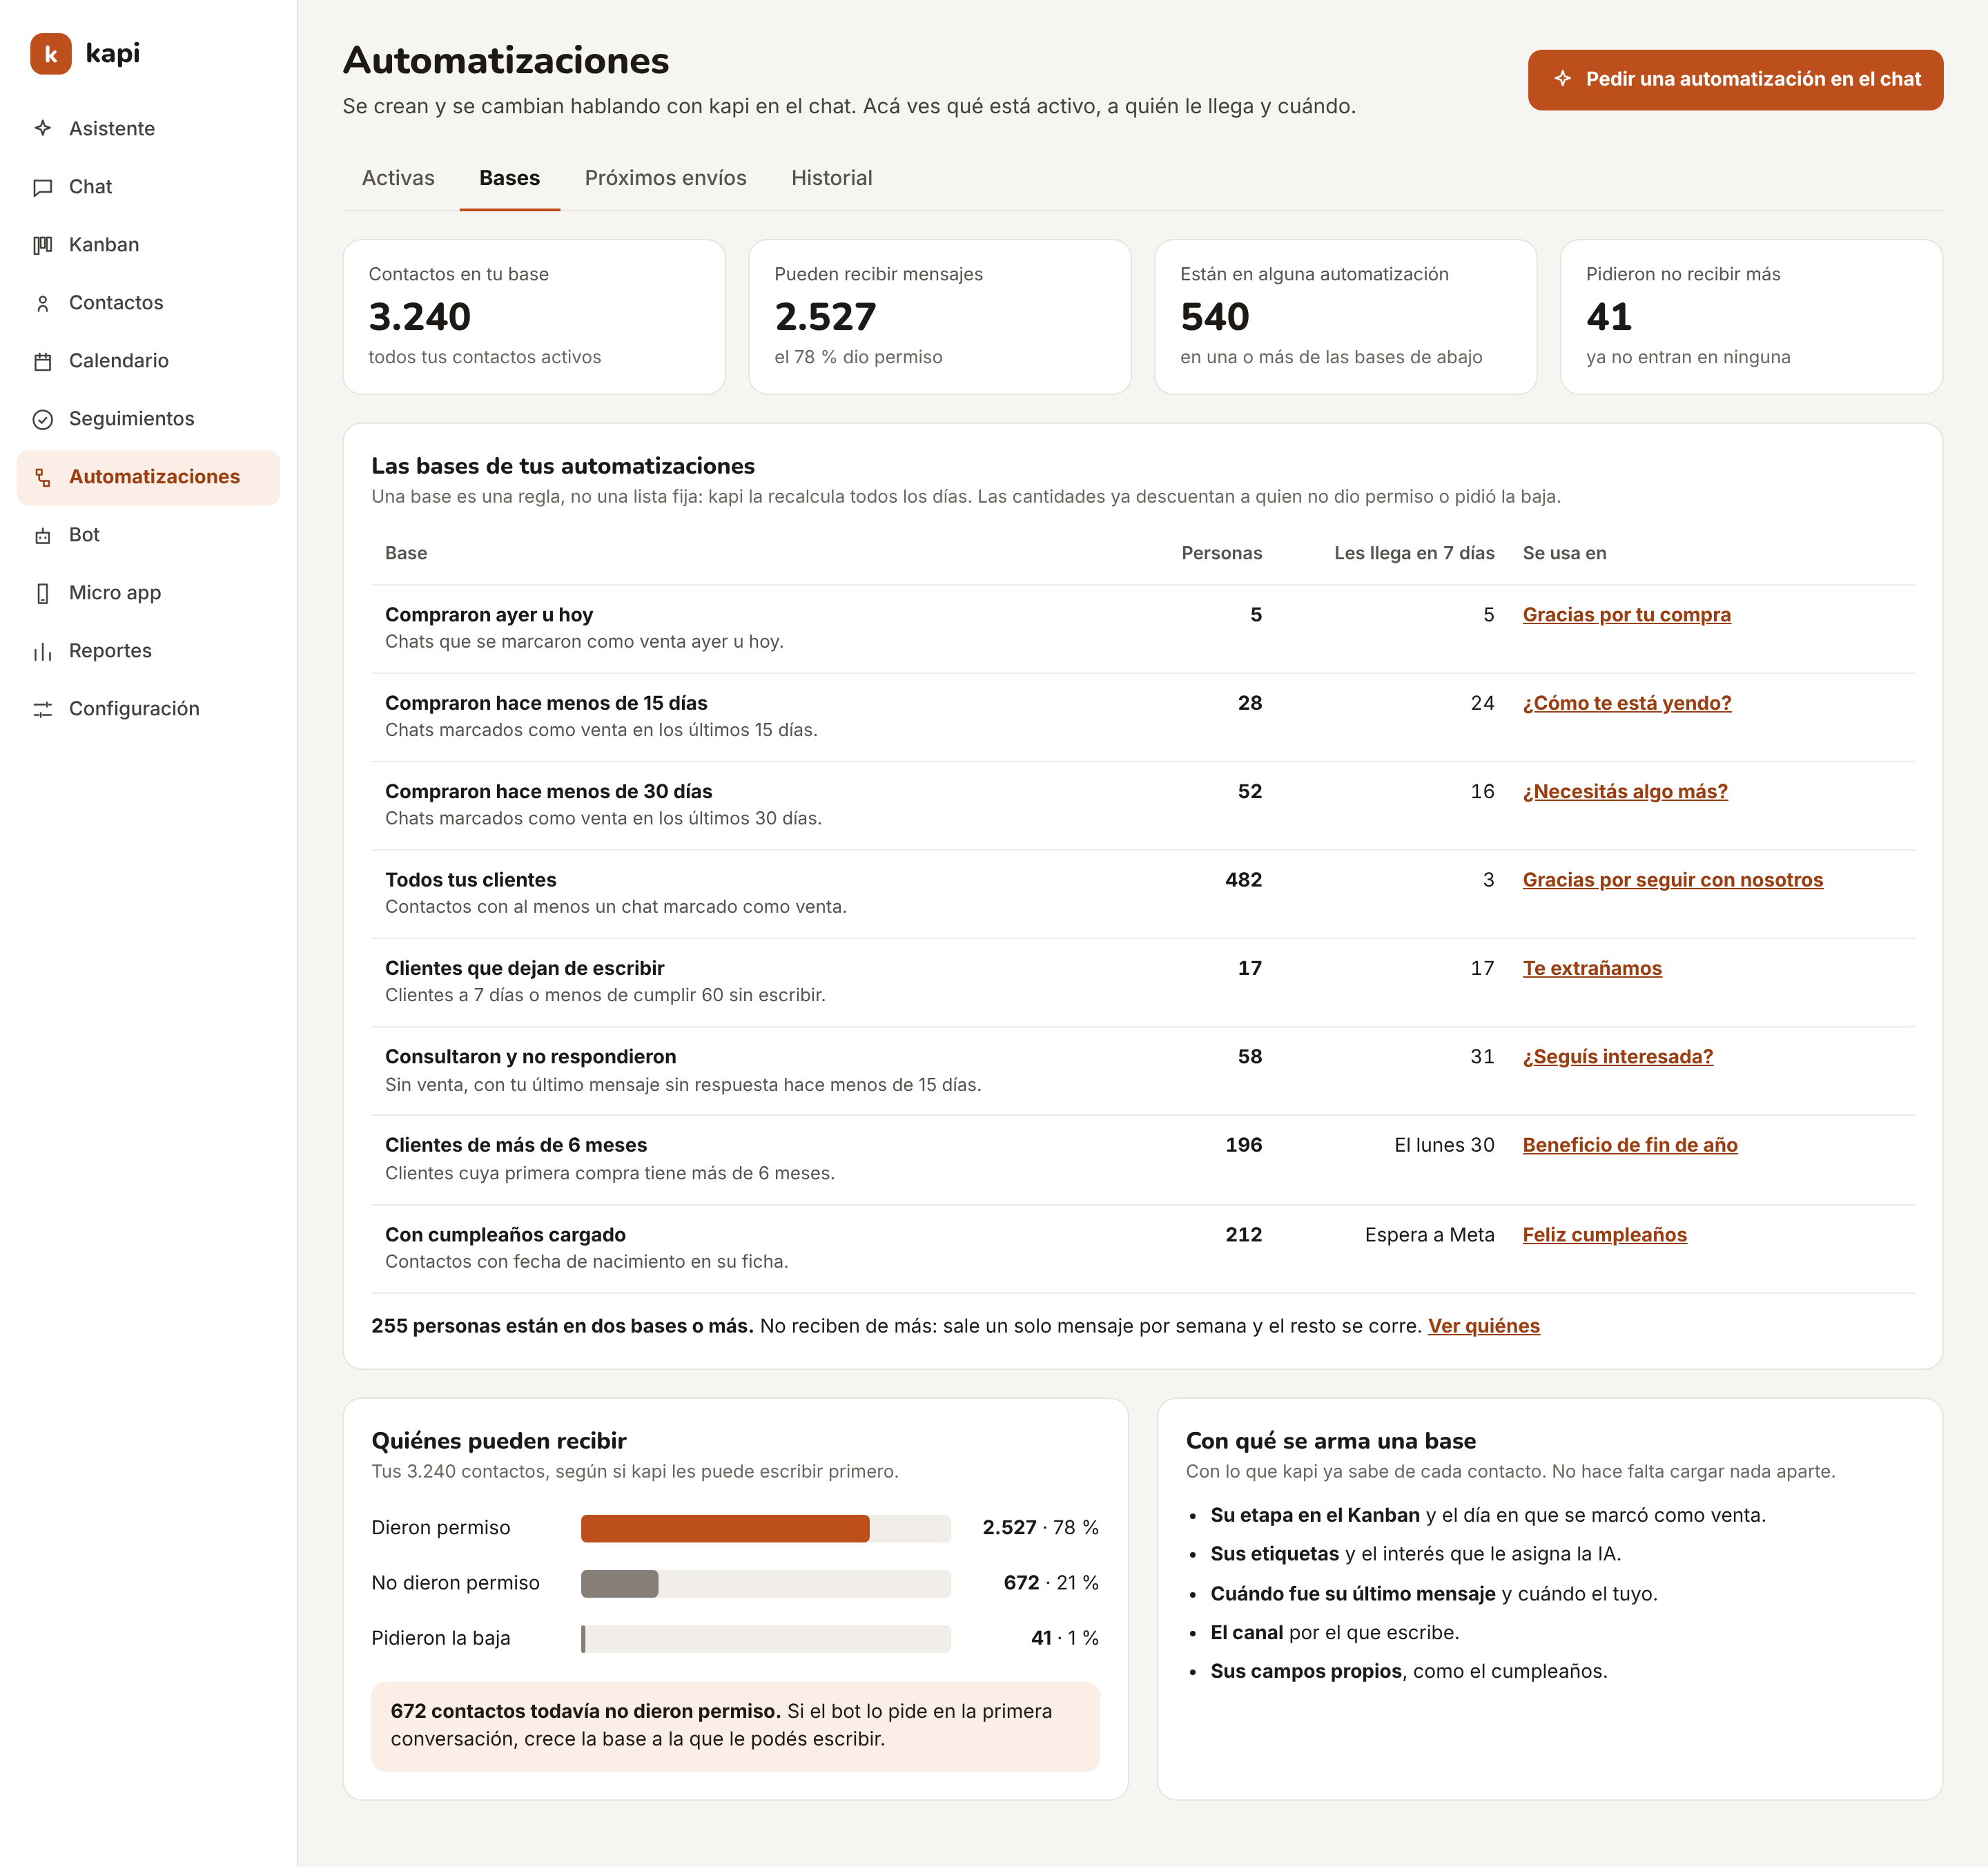 k kapi
Asistente
Chat
Kanban
Contactos
Calendario
Seguimientos
Automatizaciones
Bot
Micro app
Reportes
Configuración
Automatizaciones
Se crean y se cambian hablando con kapi en el chat. Acá ves qué está activo, a quién le llega y cuándo.
Pedir una automatización en el chat
Activas Bases Próximos envíos Historial
Contactos en tu base
3.240
todos tus contactos activos
Pueden recibir mensajes
2.527
el 78 % dio permiso
Están en alguna automatización
540
en una o más de las bases de abajo
Pidieron no recibir más
41
ya no entran en ninguna
Las bases de tus automatizaciones
Una base es una regla, no una lista fija: kapi la recalcula todos los días. Las cantidades ya descuentan a quien no dio permiso o pidió la baja.
Base Personas Les llega en 7 días Se usa en
Compraron ayer u hoy 5 5 Gracias por tu compra
Chats que se marcaron como venta ayer u hoy.
Compraron hace menos de 15 días 28 24 ¿Cómo te está yendo?
Chats marcados como venta en los últimos 15 días.
Compraron hace menos de 30 días 52 16 ¿Necesitás algo más?
Chats marcados como venta en los últimos 30 días.
Todos tus clientes 482 3 Gracias por seguir con nosotros
Contactos con al menos un chat marcado como venta.
Clientes que dejan de escribir 17 17 Te extrañamos
Clientes a 7 días o menos de cumplir 60 sin escribir.
Consultaron y no respondieron 58 31 ¿Seguís interesada?
Sin venta, con tu último mensaje sin respuesta hace menos de 15 días.
Clientes de más de 6 meses 196 El lunes 30 Beneficio de fin de año
Clientes cuya primera compra tiene más de 6 meses.
Con cumpleaños cargado 212 Espera a Meta Feliz cumpleaños
Contactos con fecha de nacimiento en su ficha.
255 personas están en dos bases o más. No reciben de más: sale un solo mensaje por semana y el resto se corre. Ver quiénes
Quiénes pueden recibir
Tus 3.240 contactos, según si kapi les puede escribir primero.
Dieron permiso 2.527 · 78 %
No dieron permiso 672 · 21 %
Pidieron la baja 41 · 1 %
672 contactos todavía no dieron permiso. Si el bot lo pide en la primera
conversación, crece la base a la que le podés escribir.
Con qué se arma una base
Con lo que kapi ya sabe de cada contacto. No hace falta cargar nada aparte.
• Su etapa en el Kanban y el día en que se marcó como venta.
• Sus etiquetas y el interés que le asigna la IA.
• Cuándo fue su último mensaje y cuándo el tuyo.
• El canal por el que escribe.
• Sus campos propios, como el cumpleaños.